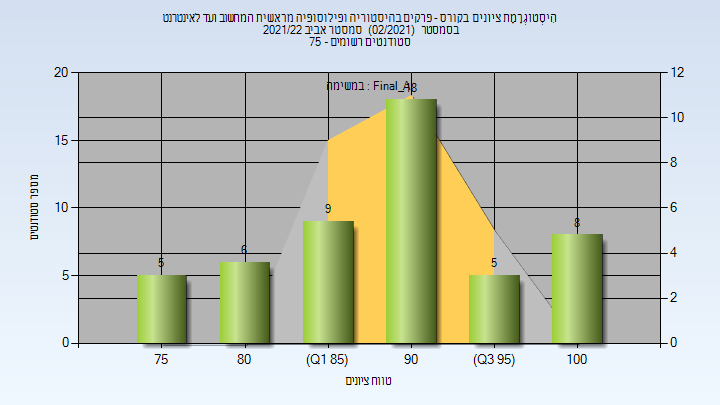 היסטוגרמת ציונים בקורס - פרקים בהיסטוריה ופילוסופיה מראשית המחשוב ועד לאינטרנט
בסמסטר (02/2021) סמסטר אביב 2021/22
סטודנטים רשומים - 75
במשימה : Final_Ag
20
15
10
5
0
מספר סטודנטים
12
10
8
6
4
2
0
5
6
9
18
5
8
75
80
(Q1 85)
90
(Q3 95)
100
טווח ציונים